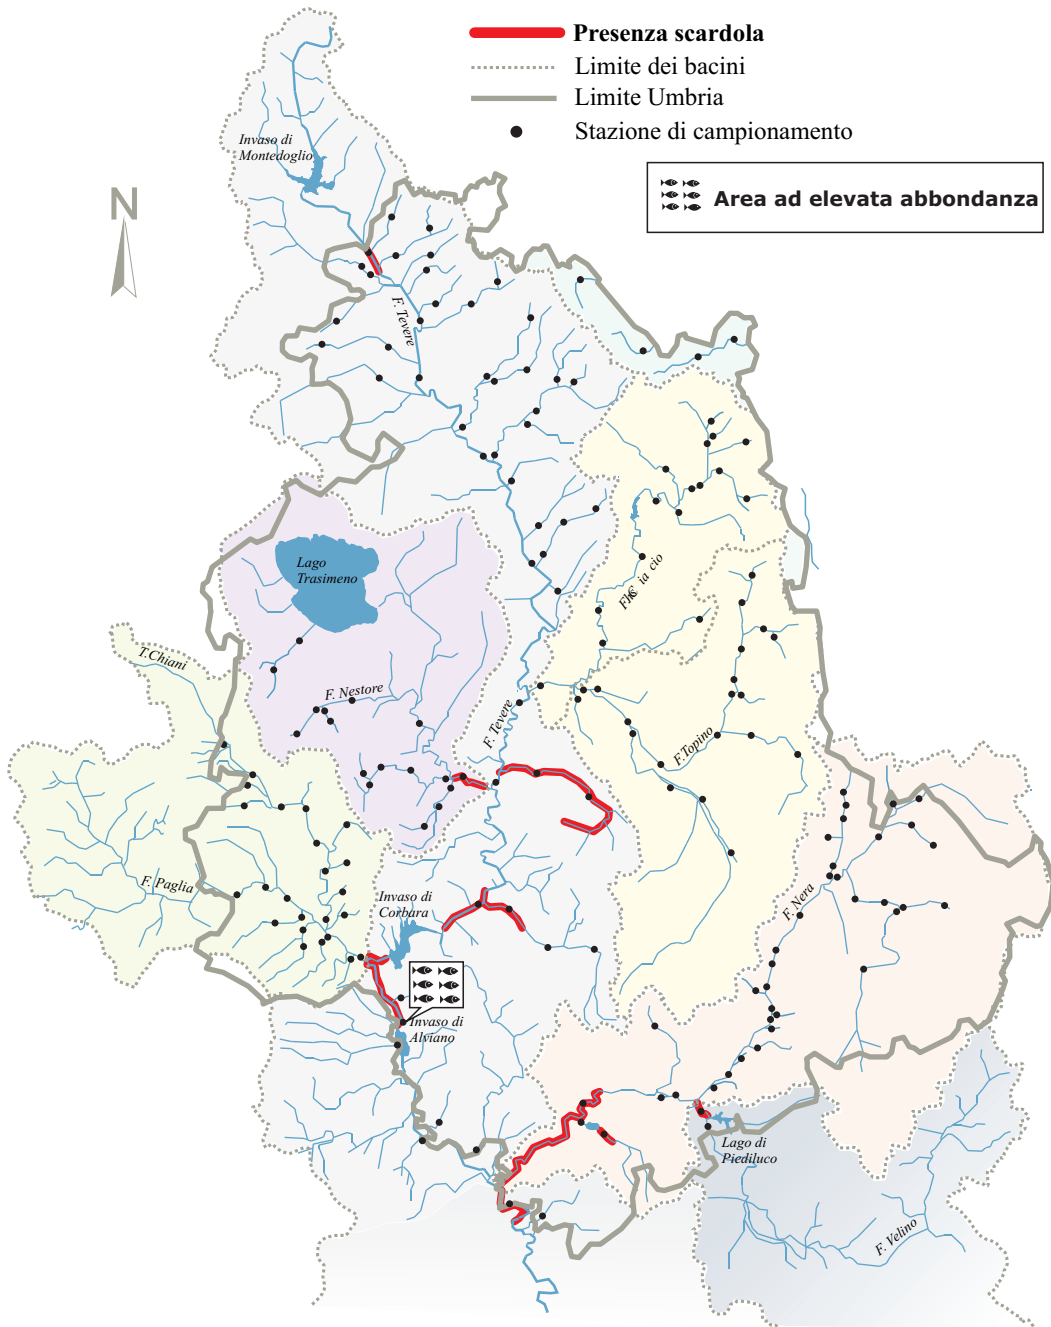 Presenza scardola
Limite dei bacini
Limite Umbria
Stazione di campionamento
Area ad elevata abbondanza
N
Invaso di
Montedoglio
F. Tevere
Lago
Trasimeno
T.Chiani
F. Nestore
F. Tevere
F.Topino
F. Paglia
Invaso di
Corbara
F. Nera
Invaso di
Alviano
Lago di
Piediluco
F. Velino